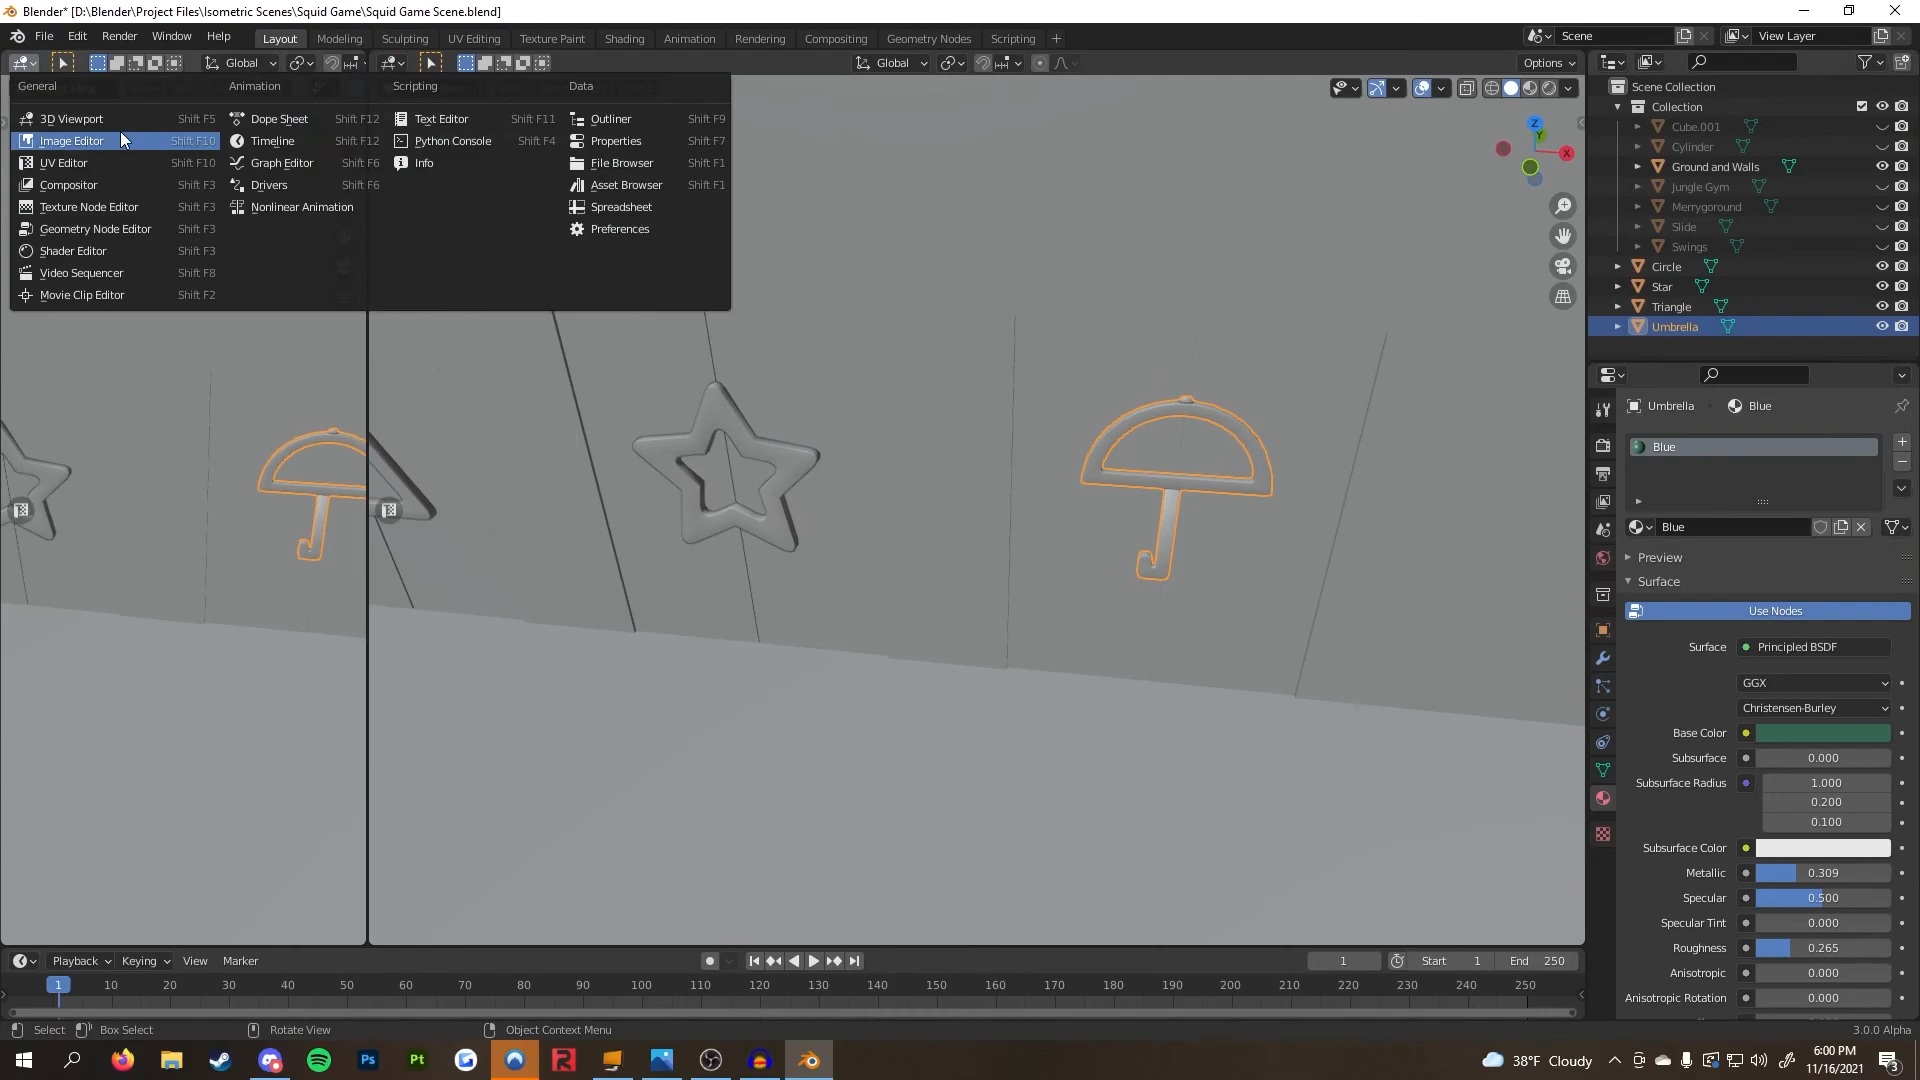 Blender* [D:\Blender\Project Files\Isometric Scenes\Squid Game\Squid Game Scene.blend]
File Edit Render Window Help
Layout Modeling Sculpting UV Editing Texture Paint Shading Animation Rendering Compositing Geometry Nodes Scripting +
Scene
View Layer
Global
Global
Options
General
3D Viewport Shift F5
Image Editor Shift F10
UV Editor Shift F10
Compositor Shift F3
Texture Node Editor Shift F3
Geometry Node Editor Shift F3
Shader Editor Shift F3
Video Sequencer Shift F8
Movie Clip Editor Shift F2
Animation
Dope Sheet Shift F12
Timeline Shift F12
Graph Editor Shift F6
Drivers Shift F6
Nonlinear Animation
Scripting
Text Editor Shift F11
Python Console Shift F4
Info
Data
Outliner Shift F9
Properties Shift F7
File Browser Shift F1
Asset Browser Shift F1
Spreadsheet
Preferences
Z
Y
X
Scene Collection
Collection
Cube.001
Cylinder
Ground and Walls
Jungle Gym
Merrygoround
Slide
Swings
Circle
Star
Triangle
Umbrella
Umbrella Blue
Blue
Blue
Preview
Surface
Use Nodes
Surface Principled BSDF
GGX
Christensen-Burley
Base Color
Subsurface 0.000
Subsurface Radius 1.000
0.200
0.100
Subsurface Color
Metallic 0.309
Specular 0.500
Specular Tint 0.000
Roughness 0.265
Anisotropic 0.000
Anisotropic Rotation 0.000
Playback Keying View Marker
1 Start 1 End 250
1 10 20 30 40 50 60 70 80 90 100 110 120 130 140 150 160 170 180 190 200 210 220 230 240 250
Select Box Select Rotate View Object Context Menu
3.0.0 Alpha
Ps
Pt
R
38°F Cloudy
6:00 PM
11/16/2021
3